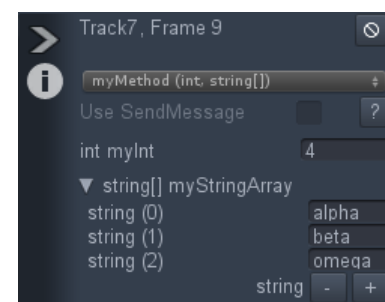 Track7, Frame 9
myMethod (int, string[])
Use SendMessage ?
int myInt 4
string[] myStringArray
string (0) alpha
string (1) beta
string (2) omega
string - +